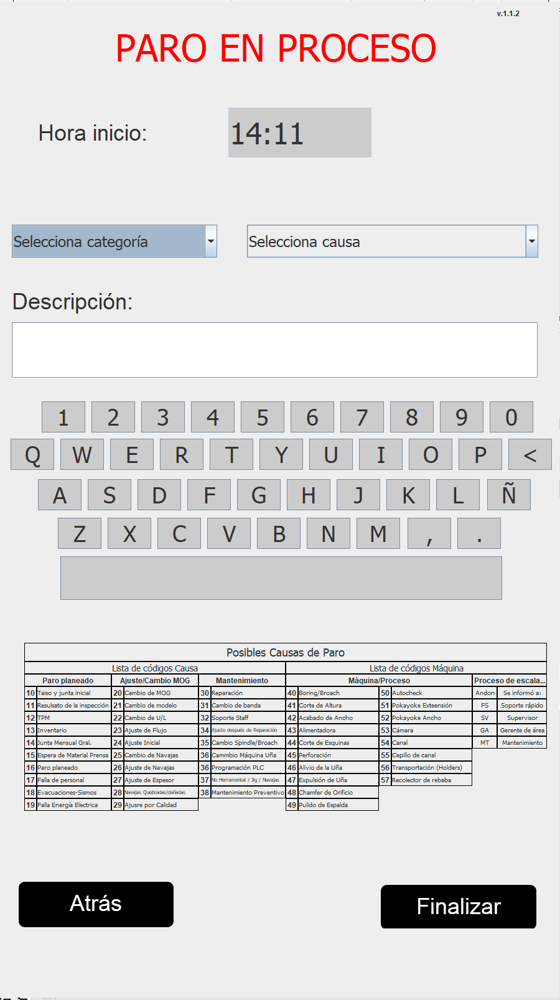 v.1.1.2
PARO EN PROCESO
Hora inicio: 14:11
Selecciona categoría Selecciona causa
Descripción:
1 2 3 4 5 6 7 8 9 0
Q W E R T Y U I O P <
A S D F G H J K L Ñ
Z X C V B N M , .
Posibles Causas de Paro
Lista de códigos Causa Lista de códigos Máquina
Paro planeado Ajuste/Cambio MOG Mantenimiento Máquina/Proceso Proceso de escala...
10 Taiso y junta inicial 20 Cambio de MOG 30 Reparación 40 Boring/Broach 50 Autocheck Andon Se informó a:
11 Resulsato de la inspección 21 Cambio de modelo 31 Cambio de banda 41 Corte de Altura 51 Pokayoke Exteensión FS Soporte rápido
12 TPM 22 Cambio de U/L 32 Soporte Staff 42 Acabado de Ancho 52 Pokayoke Ancho SV Supervisor
13 Inventario 23 Ajuste de Flujo 34 Ajuste después de Reparación 43 Alimentadora 53 Cámara GA Gerente de área
14 Junta Mensual Gral. 24 Ajuste Inicial 35 Cambio Spindle/Broach 44 Corte de Esquinas 54 Canal MT Mantenimiento
15 Espera de Material Prensa 25 Cambio de Navajas 36 Cammbio Máquina Uña 45 Perforación 55 Cepillo de canal
16 Paro planeado 26 Ajuste de Navajas 36 Programación PLC 46 Alivio de la Uña 56 Transportación (Holders)
17 Falla de personal 27 Ajuste de Espesor 37 No Herramental / Jig / Navajas 47 Expulsión de Uña 57 Recolector de rebaba
18 Evacuaciones-Sismos 28 Navajas Quebradas/dañadas 38 Mantenimiento Preventivo 48 Chamfer de Orificio
19 Falla Energía Electrica 29 Ajusre por Calidad 49 Pulido de Espalda
Atrás Finalizar